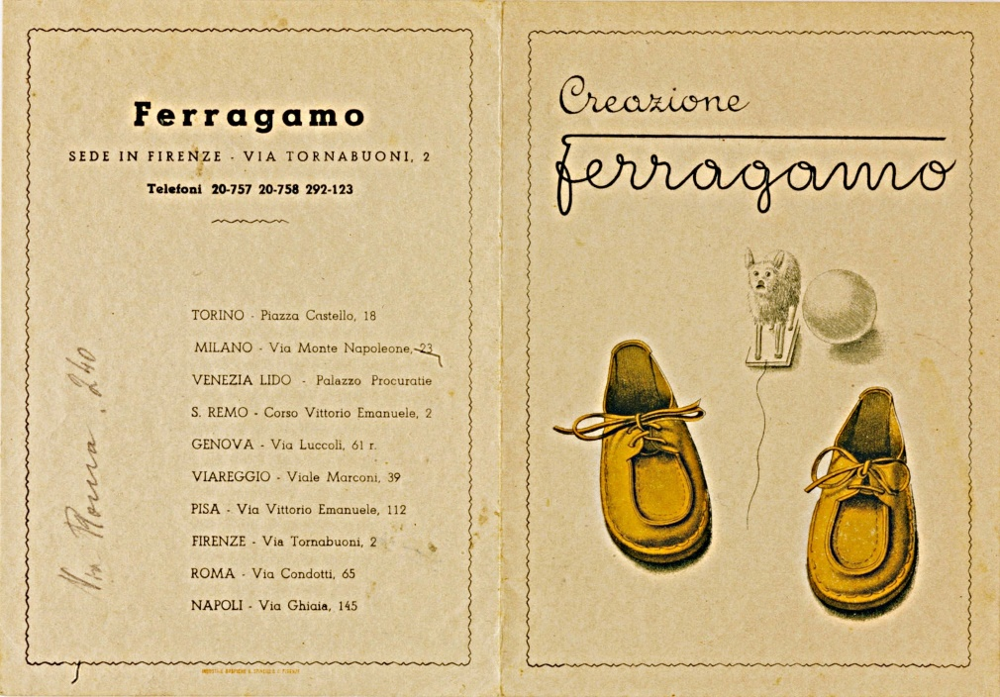 Ferragamo
SEDE IN FIRENZE - VIA TORNABUONI, 2
Telefoni 20-757 20-758 292-123
TORINO - Piazza Castello, 18
MILANO - Via Monte Napoleone, 23
VENEZIA LIDO - Palazzo Procuratie
S. REMO - Corso Vittorio Emanuele, 2
GENOVA - Via Luccoli, 61 r.
VIAREGGIO - Viale Marconi, 39
PISA - Via Vittorio Emanuele, 112
FIRENZE - Via Tornabuoni, 2
ROMA - Via Condotti, 65
NAPOLI - Via Ghiaia, 145
Via Roma. 240
Creazione
ferragamo